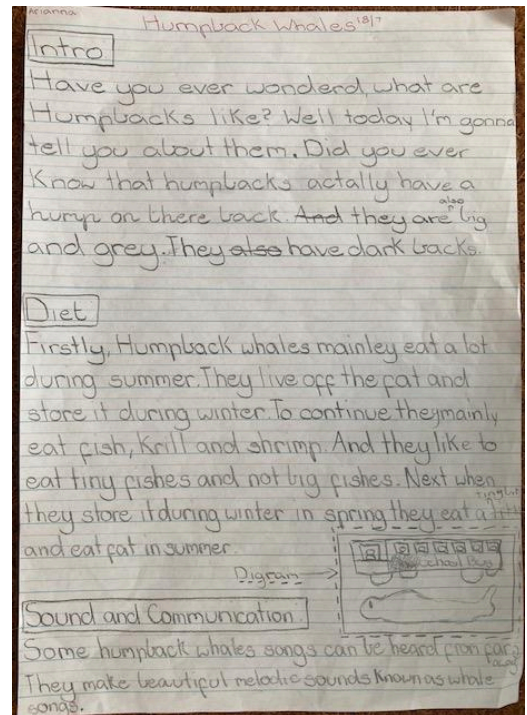 Arianna
Humpback Whales 18/7
Intro
Have you ever wonderd, what are
Humpbacks like? Well today I'm gonna
tell you about them. Did you ever
Know that humpbacks actally have a
hump on there back. And they are also big
and grey. They also have dark backs.
Diet
Firstly, Humpback whales mainley eat a lot
during summer. They live off the fat and
store it during winter. To continue they mainly
eat fish, Krill and shrimp. And they like to
eat tiny fishes and not big fishes. Next when
they store it during winter in spring they eat a tiny bit
and eat fat in summer.
Digram
School Bus
Sound and Communication
Some humpback whales songs can be heard from far away
They make beautiful melodic sounds Known as whale
songs.